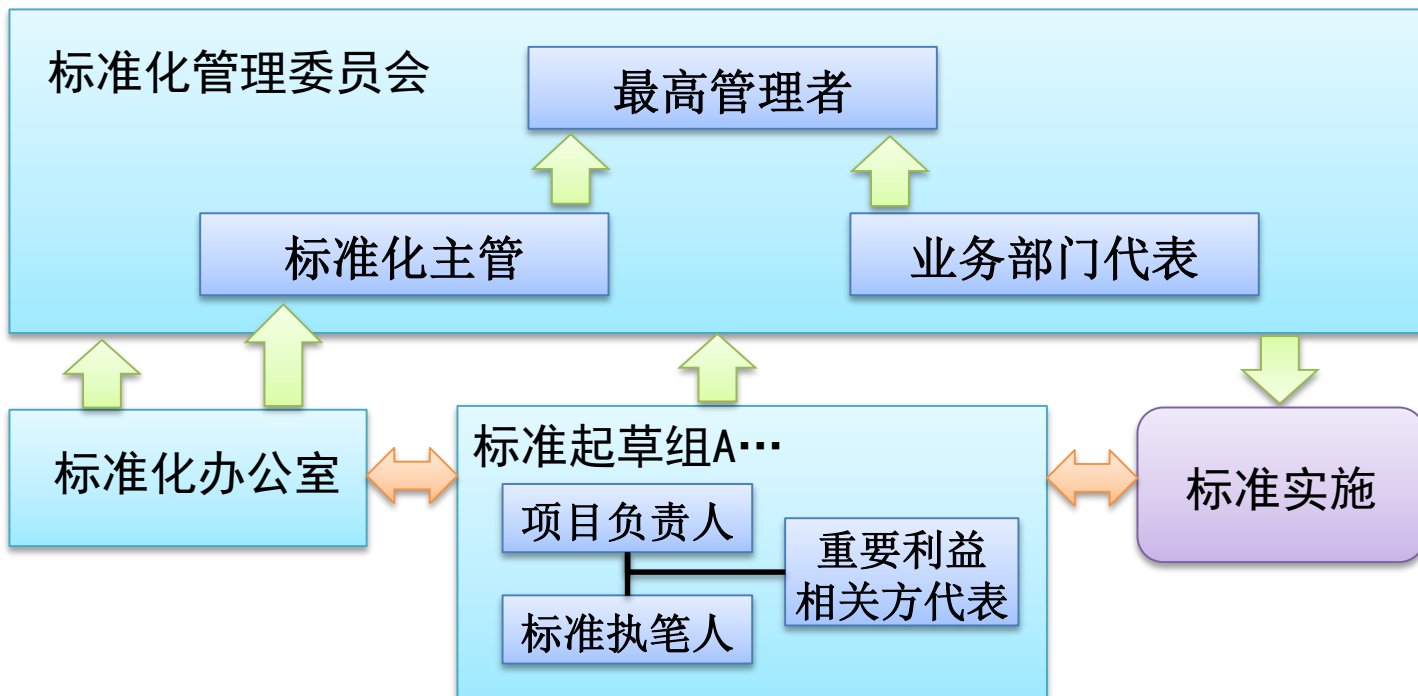 标准化管理委员会
最高管理者
标准化主管
业务部门代表
标准化办公室
标准起草组A…
项目负责人
重要利益
相关方代表
标准执笔人
标准实施